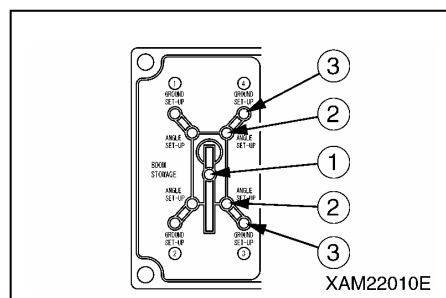 1
4
3
GROUND
SET-UP
GROUND
SET-UP
2
ANGLE
SET-UP
ANGLE
SET-UP
BOOM
STORAGE
1
ANGLE
SET-UP
ANGLE
SET-UP
2
GROUND
SET-UP
GROUND
SET-UP
3
2
3
XAM22010E